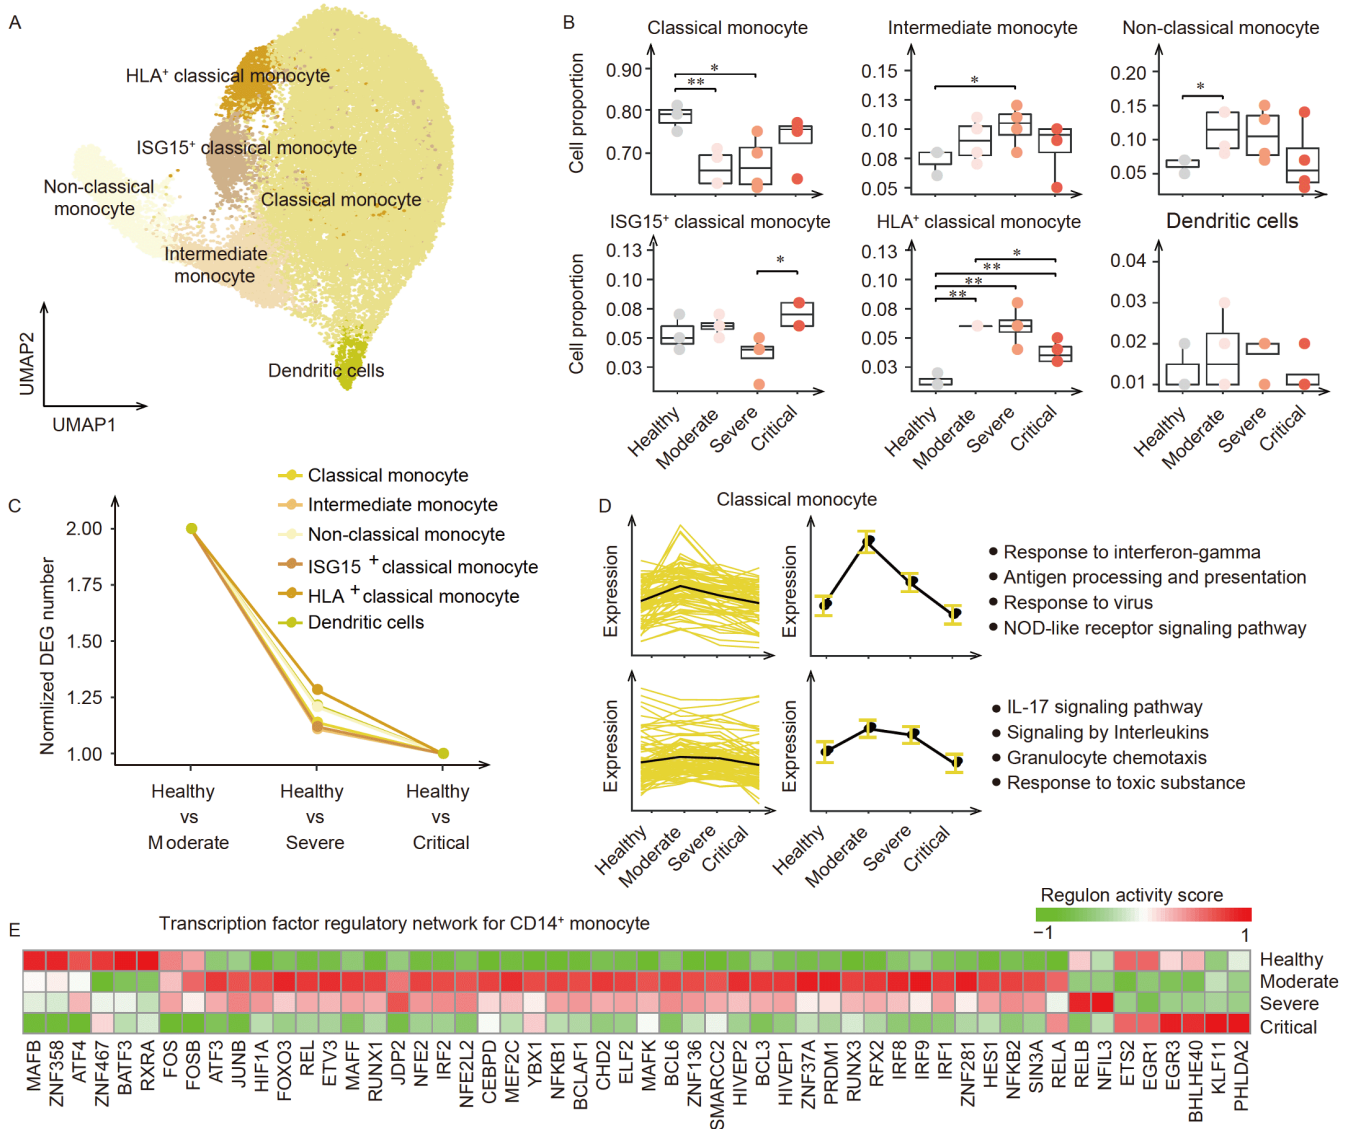 A
HLA+ classical monocyte
ISG15+ classical monocyte
Non-classical
monocyte
Classical monocyte
Intermediate
monocyte
Dendritic cells
UMAP2
UMAP1
B
Classical monocyte
Cell proportion
0.90
0.80
0.70
*
**
Intermediate monocyte
0.15
0.13
0.10
0.08
0.05
*
Non-classical monocyte
0.20
0.15
0.10
0.05
*
ISG15+ classical monocyte
Cell proportion
0.13
0.10
0.08
0.05
0.03
*
Healthy
Moderate
Severe
Critical
HLA+ classical monocyte
0.13
0.10
0.08
0.05
0.03
*
**
**
**
Healthy
Moderate
Severe
Critical
Dendritic cells
0.04
0.03
0.02
0.01
Healthy
Moderate
Severe
Critical
C
Classical monocyte
Intermediate monocyte
Non-classical monocyte
ISG15 + classical monocyte
HLA + classical monocyte
Dendritic cells
Normlized DEG number
2.00
1.75
1.50
1.25
1.00
Healthy
vs
Moderate
Healthy
vs
Severe
Healthy
vs
Critical
D
Classical monocyte
Expression
Expression
• Response to interferon-gamma
• Antigen processing and presentation
• Response to virus
• NOD-like receptor signaling pathway
Expression
Expression
• IL-17 signaling pathway
• Signaling by Interleukins
• Granulocyte chemotaxis
• Response to toxic substance
Healthy
Moderate
Severe
Critical
Healthy
Moderate
Severe
Critical
E
Transcription factor regulatory network for CD14+ monocyte
Regulon activity score
−1
1
Healthy
Moderate
Severe
Critical
MAFB
ZNF358
ATF4
ZNF467
BATF3
RXRA
FOS
FOSB
ATF3
JUNB
HIF1A
FOXO3
REL
ETV3
MAFF
RUNX1
JDP2
NFE2
IRF2
NFE2L2
CEBPD
MEF2C
YBX1
NFKB1
BCLAF1
CHD2
ELF2
MAFK
BCL6
ZNF136
SMARCC2
HIVEP2
BCL3
HIVEP1
ZNF37A
PRDM1
RUNX3
RFX2
IRF8
IRF9
IRF1
ZNF281
HES1
NFKB2
SIN3A
RELA
RELB
NFIL3
ETS2
EGR1
EGR3
BHLHE40
KLF11
PHLDA2